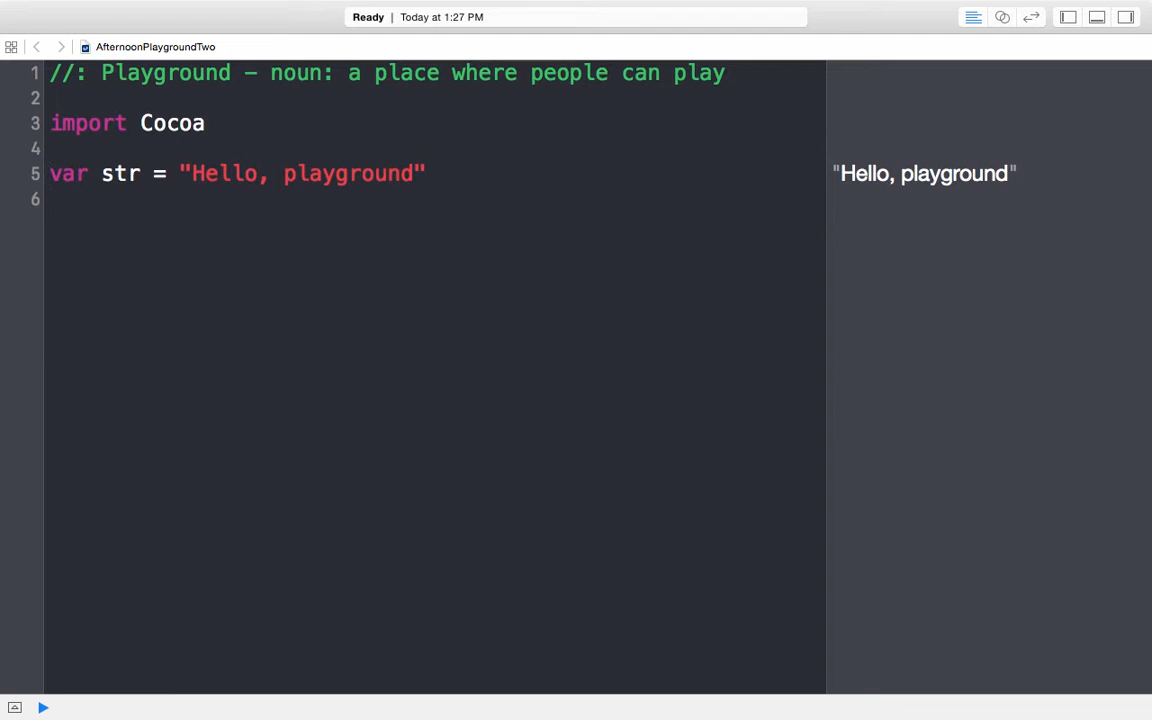 Ready | Today at 1:27 PM
AfternoonPlaygroundTwo
1 //: Playground – noun: a place where people can play
2
3 import Cocoa
4
5 var str = "Hello, playground" "Hello, playground"
6